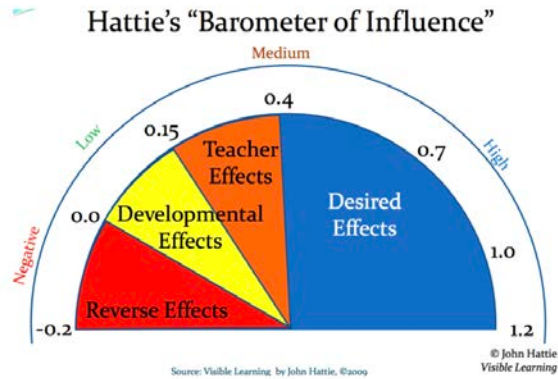 Hattie's "Barometer of Influence"
Medium
0.4
0.15
Low
Teacher
Effects
0.7
High
0.0
Developmental
Effects
Desired
Effects
Negative
1.0
Reverse Effects
-0.2
1.2
© John Hattie
Visible Learning
Source: Visible Learning by John Hattie, ©2009